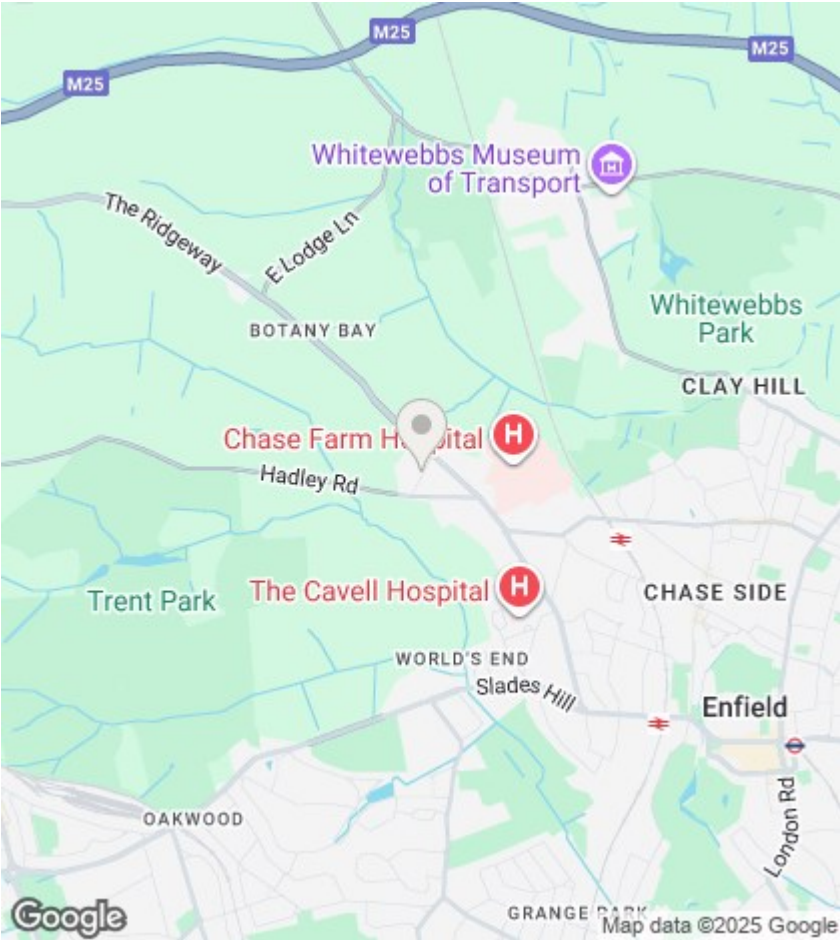 M25
M25
M25
Whitewebbs Museum
of Transport
The Ridgeway
E Lodge Ln
Whitewebbs
Park
BOTANY BAY
CLAY HILL
Chase Farm Hospital
H
Hadley Rd
The Cavell Hospital
H
Trent Park
CHASE SIDE
WORLD'S END
Slades Hill
Enfield
OAKWOOD
London Rd
GRANGE PARK
Google
Map data ©2025 Google